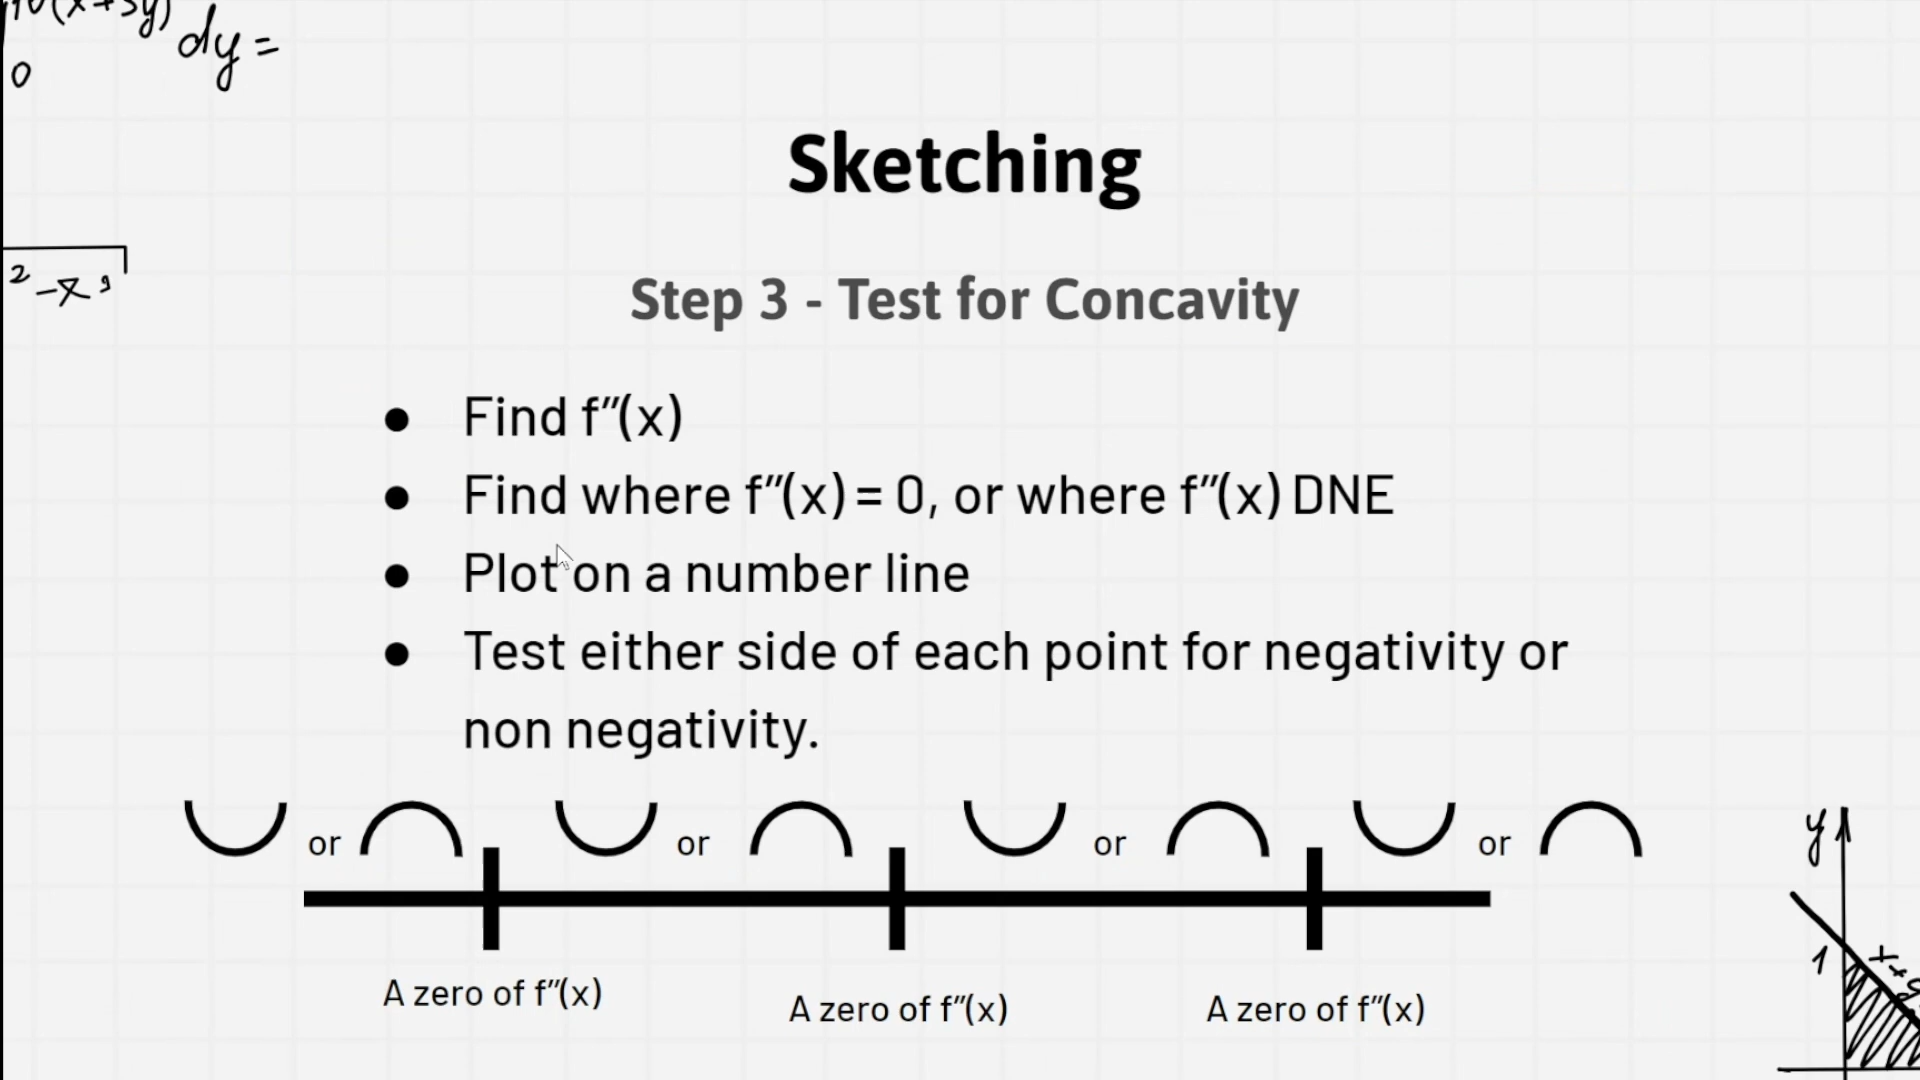 dy =
0
Sketching
2 -x
Step 3 - Test for Concavity
● Find f”(x)
● Find where f”(x) = 0, or where f”(x) DNE
● Plot on a number line
● Test either side of each point for negativity or
non negativity.
or or or or
y
1
A zero of f”(x) A zero of f”(x) A zero of f”(x)